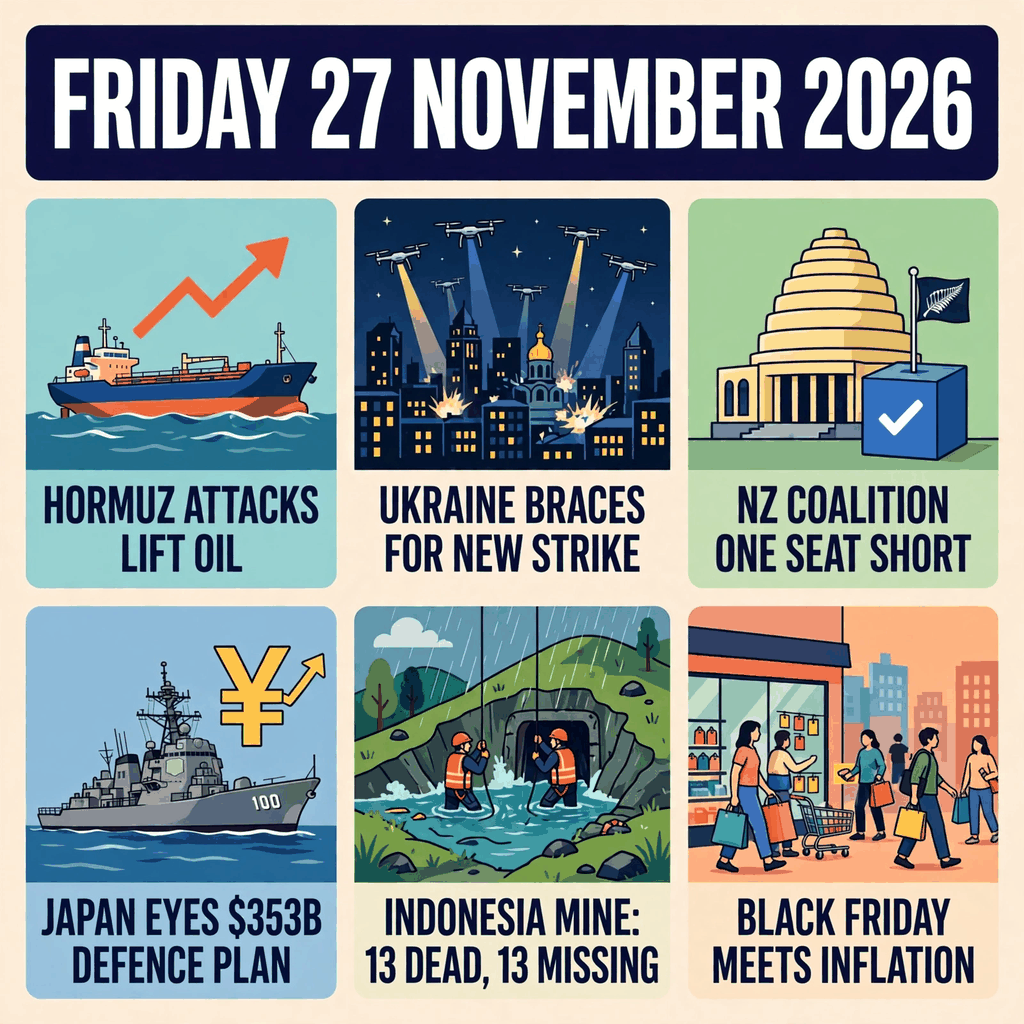 FRIDAY 27 NOVEMBER 2026
HORMUZ ATTACKS
LIFT OIL
UKRAINE BRACES
FOR NEW STRIKE
NZ COALITION
ONE SEAT SHORT
¥
100
JAPAN EYES $353B
DEFENCE PLAN
INDONESIA MINE:
13 DEAD, 13 MISSING
BLACK FRIDAY
MEETS INFLATION